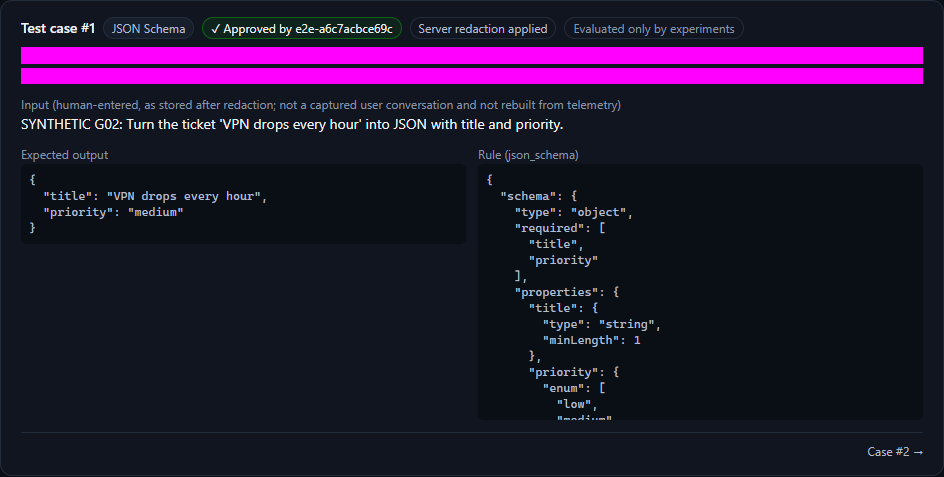 Test case #1 JSON Schema ✓ Approved by e2e-a6c7acbce69c Server redaction applied Evaluated only by experiments
Input (human-entered, as stored after redaction; not a captured user conversation and not rebuilt from telemetry)
SYNTHETIC G02: Turn the ticket 'VPN drops every hour' into JSON with title and priority.
Expected output
{
  "title": "VPN drops every hour",
  "priority": "medium"
}
Rule (json_schema)
{
  "schema": {
    "type": "object",
    "required": [
      "title",
      "priority"
    ],
    "properties": {
      "title": {
        "type": "string",
        "minLength": 1
      },
      "priority": {
        "enum": [
          "low",
          "medium"
Case #2 →